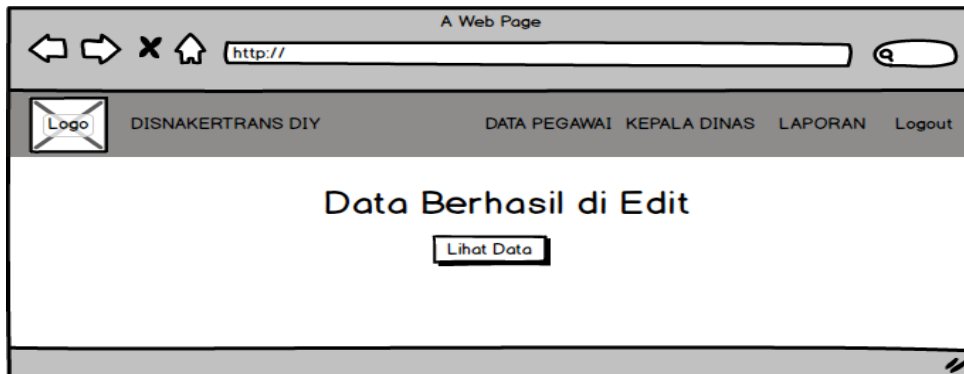 A Web Page
http://
Logo DISNAKERTRANS DIY DATA PEGAWAI KEPALA DINAS LAPORAN Logout
Data Berhasil di Edit
Lihat Data